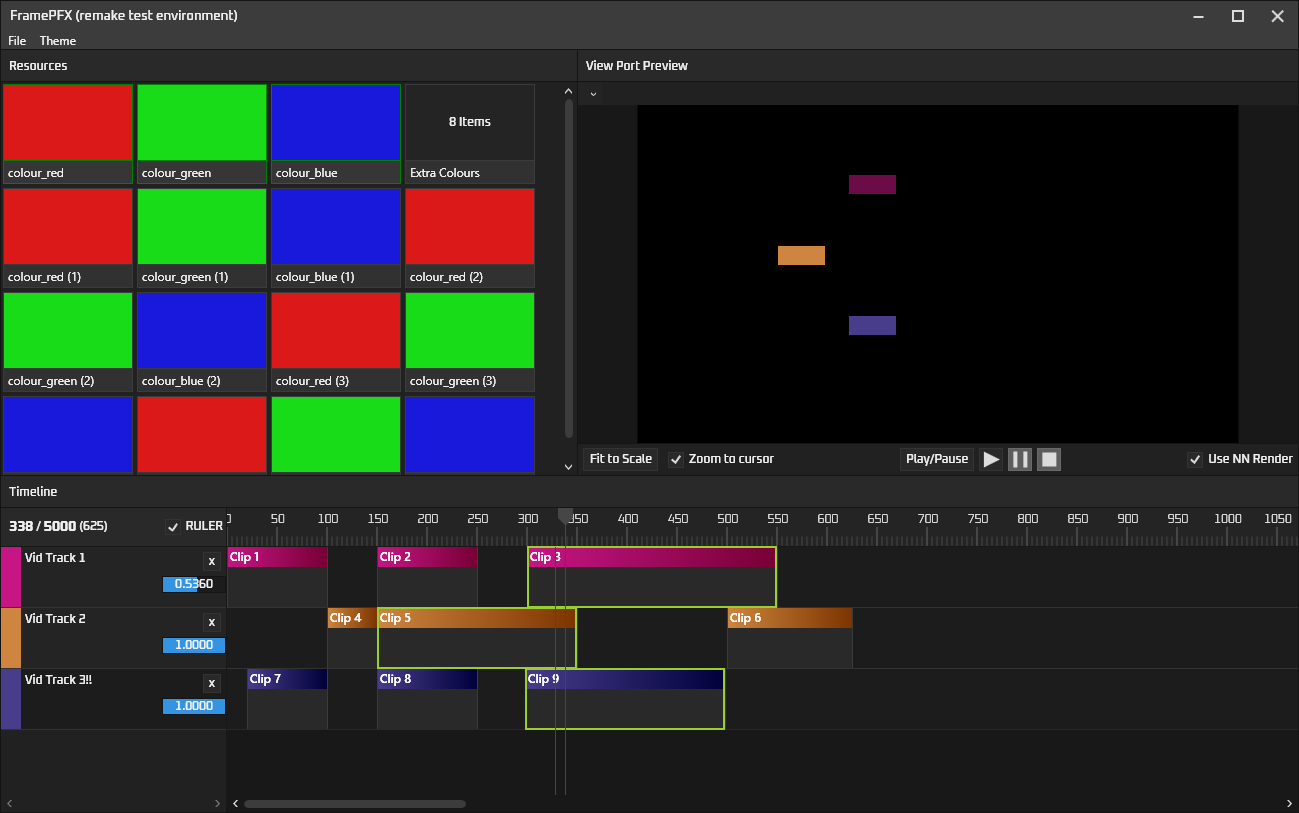 FramePFX (remake test environment)
File Theme
Resources
View Port Preview
8 Items
colour_red colour_green colour_blue Extra Colours
colour_red (1) colour_green (1) colour_blue (1) colour_red (2)
colour_green (2) colour_blue (2) colour_red (3) colour_green (3)
Fit to Scale Zoom to cursor Play/Pause Use NN Render
Timeline
338 / 5000 (625) RULER
50 100 150 200 250 300 400 450 500 550 600 650 700 750 800 850 900 950 1000 1050
Vid Track 1 x Clip 1 Clip 2 Clip 3
0.5360
Vid Track 2 x Clip 4 Clip 5 Clip 6
1.0000
Vid Track 3!! x Clip 7 Clip 8 Clip 9
1.0000